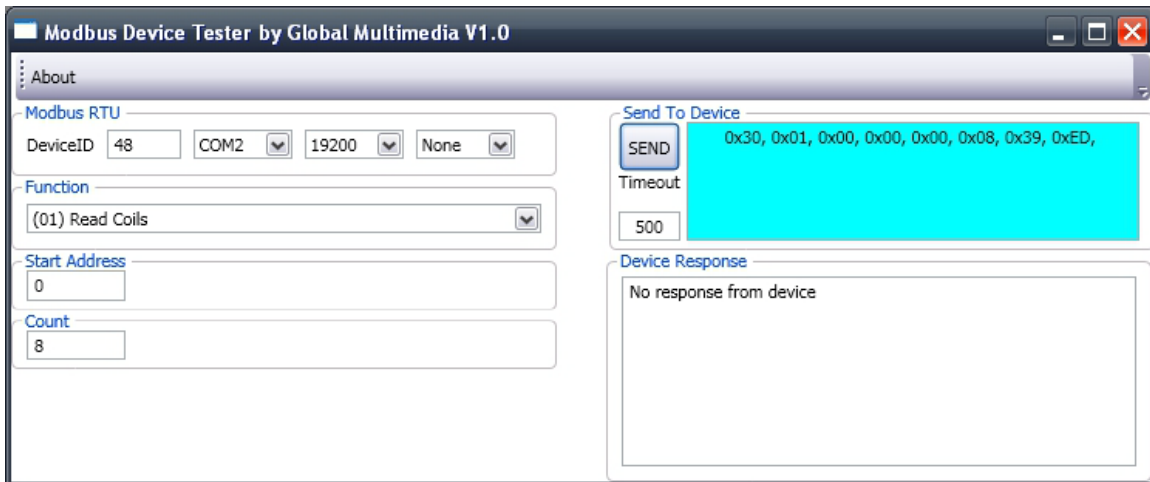 Modbus Device Tester by Global Multimedia V1.0
About
Modbus RTU
DeviceID 48 COM2 19200 None
Function
(01) Read Coils
Start Address
0
Count
8
Send To Device
SEND
0x30, 0x01, 0x00, 0x00, 0x00, 0x08, 0x39, 0xED,
Timeout
500
Device Response
No response from device